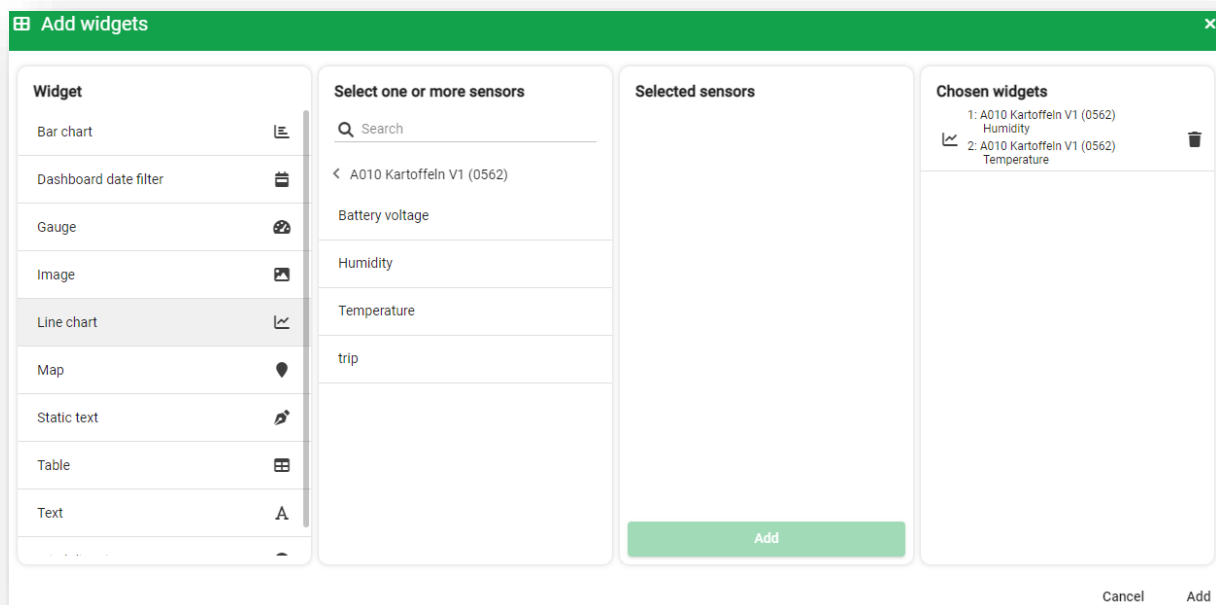 Add widgets
Widget
Bar chart
Dashboard date filter
Gauge
Image
Line chart
Map
Static text
Table
Text
Select one or more sensors
Search
A010 Kartoffeln V1 (0562)
Battery voltage
Humidity
Temperature
trip
Selected sensors
Add
Chosen widgets
1: A010 Kartoffeln V1 (0562)
Humidity
2: A010 Kartoffeln V1 (0562)
Temperature
Cancel Add